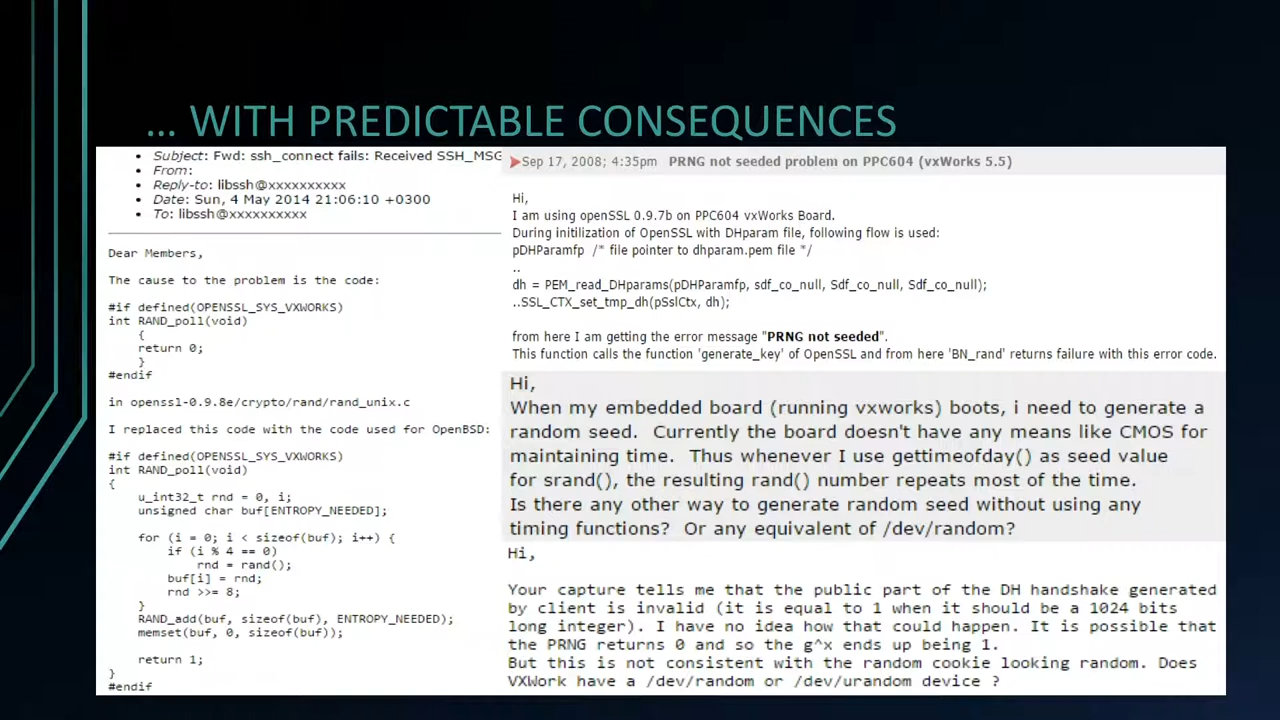 ... WITH PREDICTABLE CONSEQUENCES
• Subject: Fwd: ssh_connect fails: Received SSH_MSG
• From:
• Reply-to: libssh@xxxxxxxxxx
• Date: Sun, 4 May 2014 21:06:10 +0300
• To: libssh@xxxxxxxxxx
Dear Members,
The cause to the problem is the code:
#if defined(OPENSSL_SYS_VXWORKS)
int RAND_poll(void)
{
return 0;
}
#endif
in openssl-0.9.8e/crypto/rand/rand_unix.c
I replaced this code with the code used for OpenBSD:
#if defined(OPENSSL_SYS_VXWORKS)
int RAND_poll(void)
{
u_int32_t rnd = 0, i;
unsigned char buf[ENTROPY_NEEDED];
for (i = 0; i < sizeof(buf); i++) {
if (i % 4 == 0)
rnd = rand();
buf[i] = rnd;
rnd >>= 8;
}
RAND_add(buf, sizeof(buf), ENTROPY_NEEDED);
memset(buf, 0, sizeof(buf));
return 1;
}
#endif
Sep 17, 2008; 4:35pm PRNG not seeded problem on PPC604 (vxWorks 5.5)
Hi,
I am using openSSL 0.9.7b on PPC604 vxWorks Board.
During initilization of OpenSSL with DHparam file, following flow is used:
pDHParamfp /* file pointer to dhparam.pem file */
..
dh = PEM_read_DHparams(pDHParamfp, sdf_co_null, Sdf_co_null, Sdf_co_null);
..SSL_CTX_set_tmp_dh(pSslCtx, dh);
from here I am getting the error message "PRNG not seeded".
This function calls the function 'generate_key' of OpenSSL and from here 'BN_rand' returns failure with this error code.
Hi,
When my embedded board (running vxworks) boots, i need to generate a
random seed. Currently the board doesn't have any means like CMOS for
maintaining time. Thus whenever I use gettimeofday() as seed value
for srand(), the resulting rand() number repeats most of the time.
Is there any other way to generate random seed without using any
timing functions? Or any equivalent of /dev/random?
Hi,
Your capture tells me that the public part of the DH handshake generated
by client is invalid (it is equal to 1 when it should be a 1024 bits
long integer). I have no idea how that could happen. It is possible that
the PRNG returns 0 and so the g^x ends up being 1.
But this is not consistent with the random cookie looking random. Does
VXWork have a /dev/random or /dev/urandom device ?